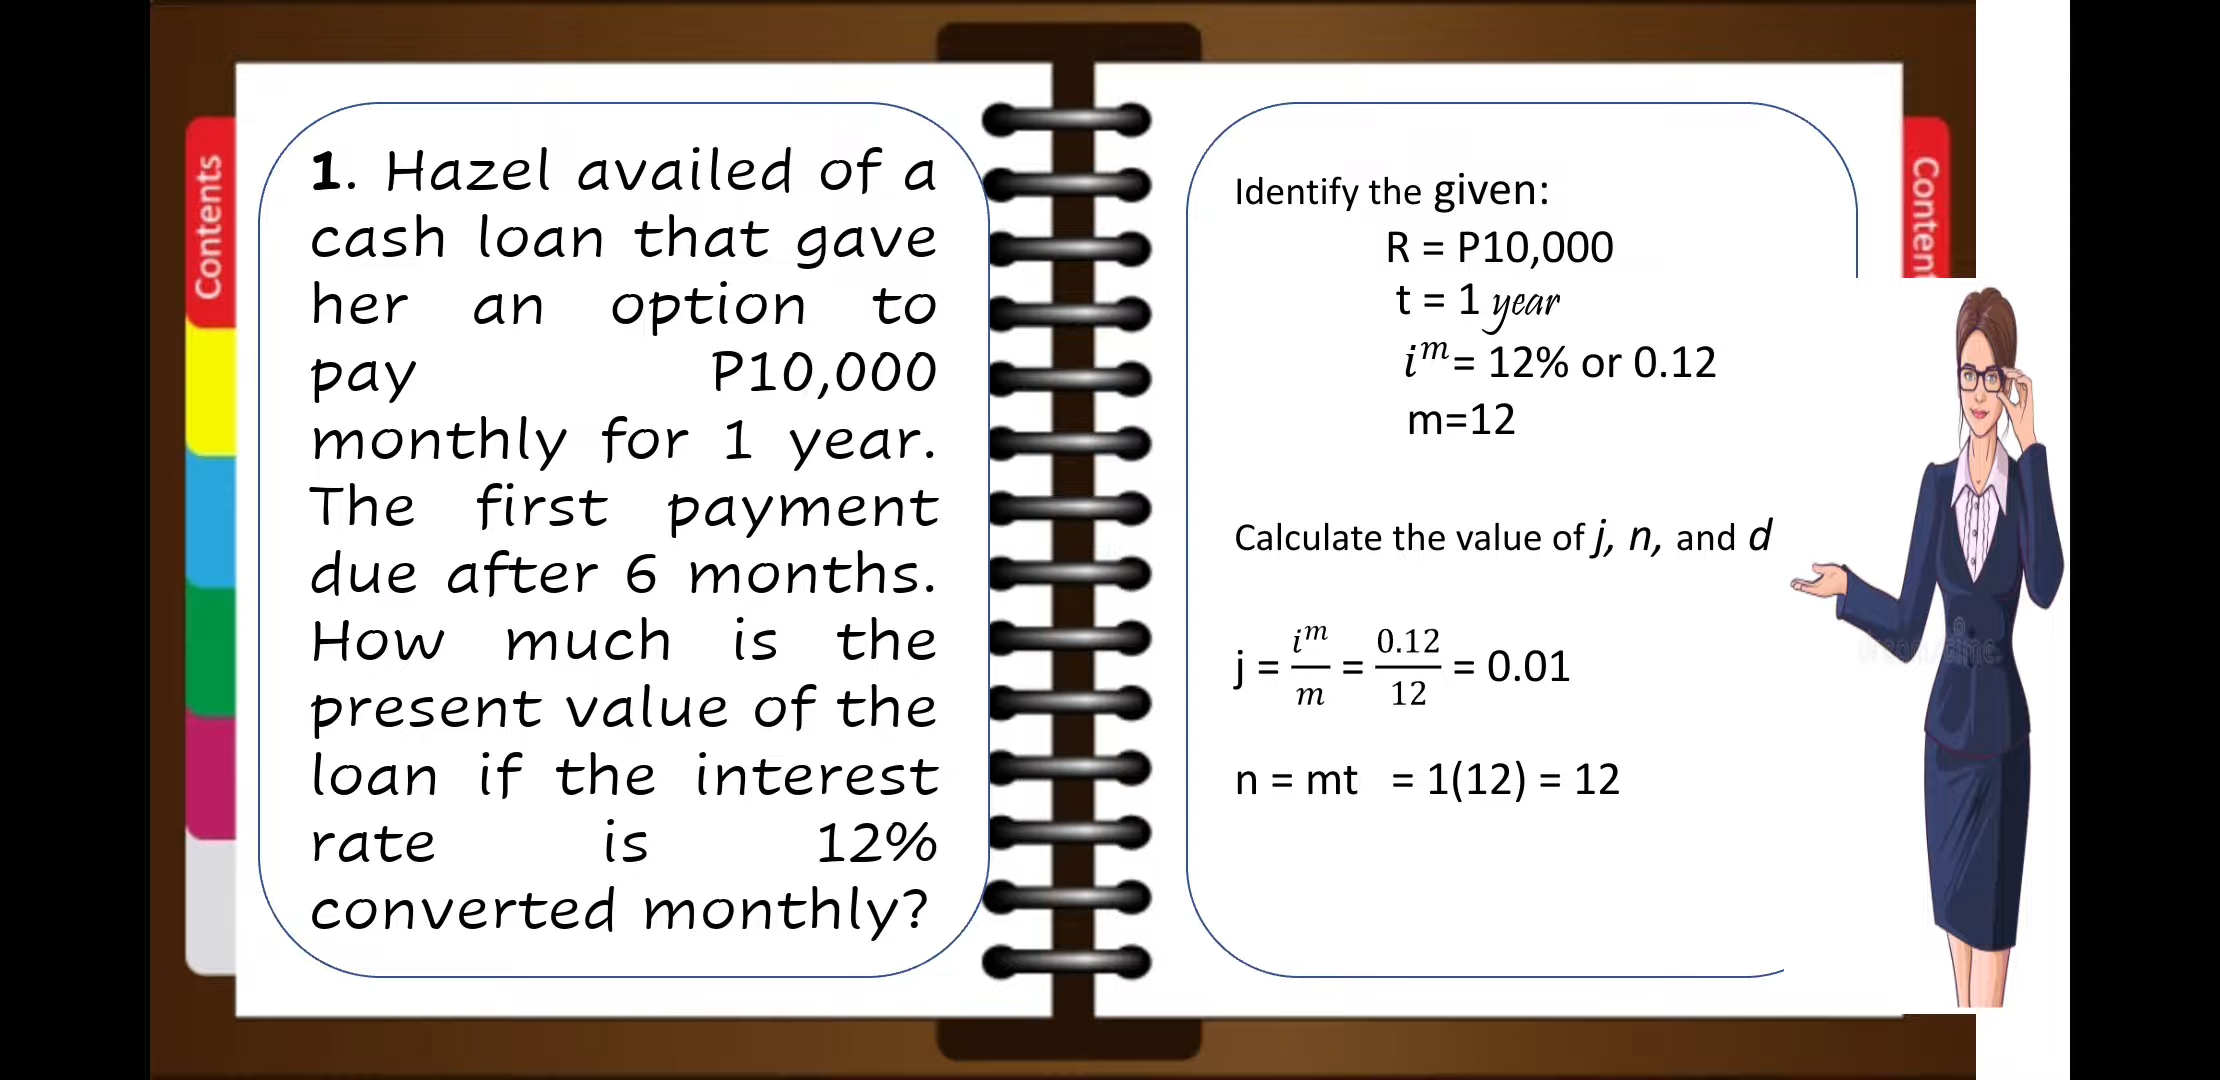 Contents
1. Hazel availed of a
cash loan that gave
her an option to
pay P10,000
monthly for 1 year.
The first payment
due after 6 months.
How much is the
present value of the
loan if the interest
rate is 12%
converted monthly?
Identify the given:
R = P10,000
t = 1 year
i^m = 12% or 0.12
m=12
Calculate the value of j, n, and d
j = i^m/m = 0.12/12 = 0.01
n = mt = 1(12) = 12
Conten